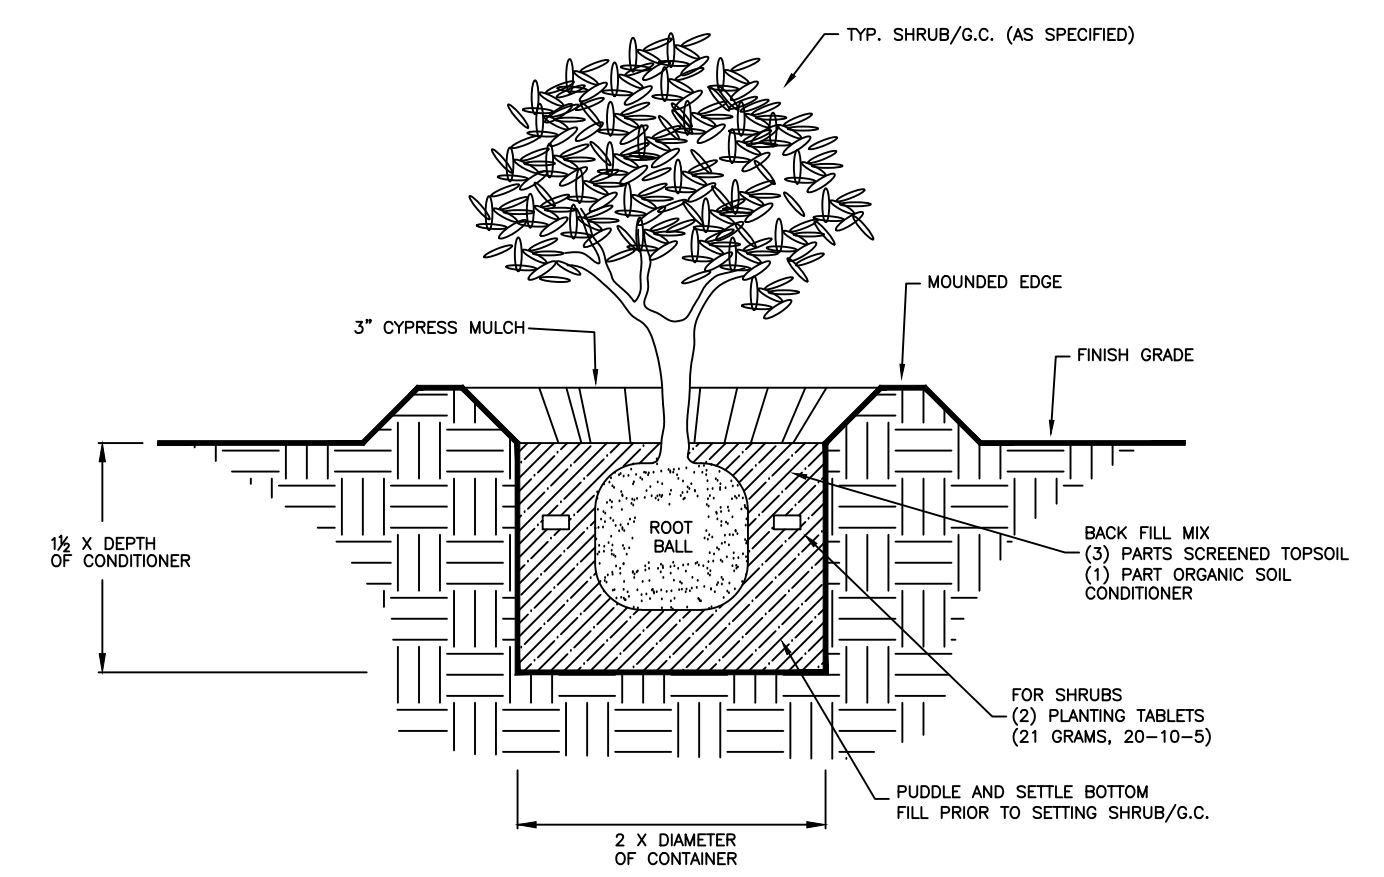 TYP. SHRUB/G.C. (AS SPECIFIED)
MOUNDED EDGE
3" CYPRESS MULCH
FINISH GRADE
ROOT
BALL
1½ X DEPTH
OF CONDITIONER
BACK FILL MIX
(3) PARTS SCREENED TOPSOIL
(1) PART ORGANIC SOIL
CONDITIONER
FOR SHRUBS
(2) PLANTING TABLETS
(21 GRAMS, 20-10-5)
PUDDLE AND SETTLE BOTTOM
FILL PRIOR TO SETTING SHRUB/G.C.
2 X DIAMETER
OF CONTAINER